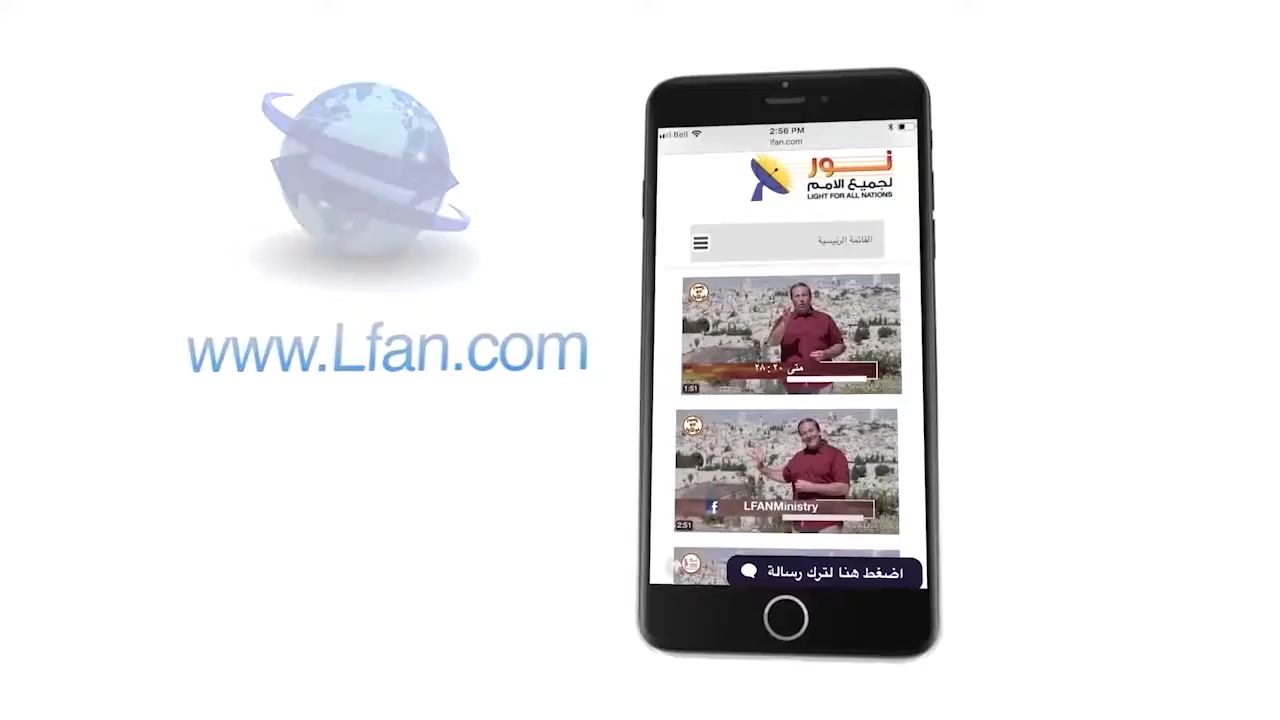 www.Lfan.com
Bell
2:56 PM
lfan.com
نور
لجميع الامم
LIGHT FOR ALL NATIONS
القائمة الرئيسية
متى ٢٠ : ٢٨
1:51
LFANMinistry
2:51
اضغط هنا لترك رسالة